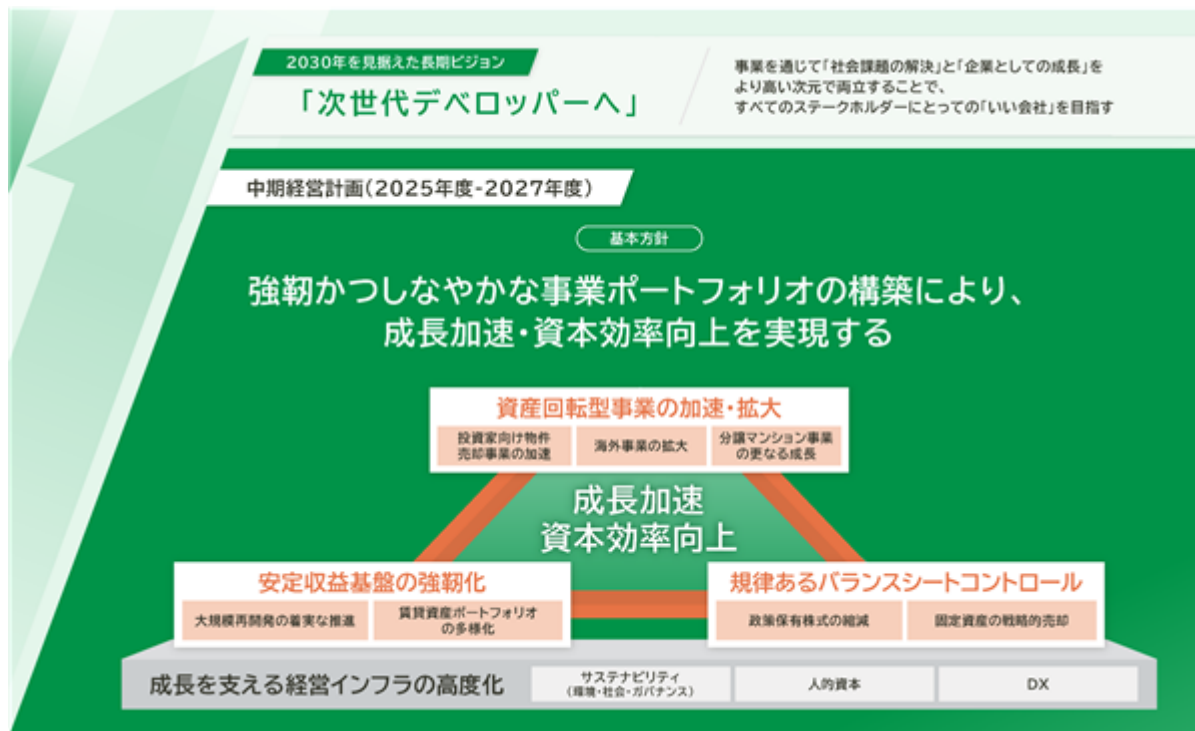 2030年を見据えた長期ビジョン
「次世代デベロッパーへ」
事業を通じて「社会課題の解決」と「企業としての成長」を
より高い次元で両立することで、
すべてのステークホルダーにとっての「いい会社」を目指す
中期経営計画(2025年度-2027年度)
基本方針
強靭かつしなやかな事業ポートフォリオの構築により、
成長加速・資本効率向上を実現する
資産回転型事業の加速・拡大
投資家向け物件
売却事業の加速
海外事業の拡大
分譲マンション事業
の更なる成長
成長加速
資本効率向上
安定収益基盤の強靭化
大規模再開発の着実な推進
賃貸資産ポートフォリオ
の多様化
規律あるバランスシートコントロール
政策保有株式の縮減
固定資産の戦略的売却
成長を支える経営インフラの高度化
サステナビリティ
(環境・社会・ガバナンス)
人的資本
DX